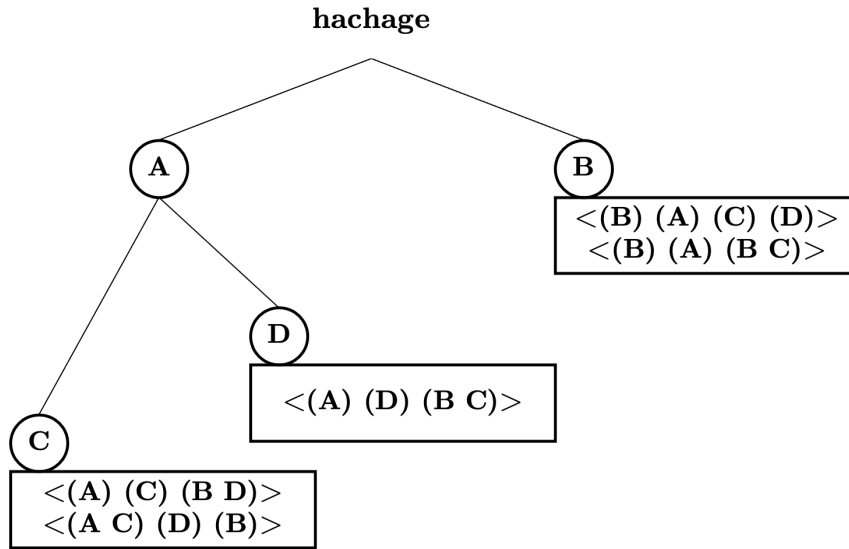 hachage
A
B
<(B) (A) (C) (D)>
<(B) (A) (B C)>
D
<(A) (D) (B C)>
C
<(A) (C) (B D)>
<(A C) (D) (B)>